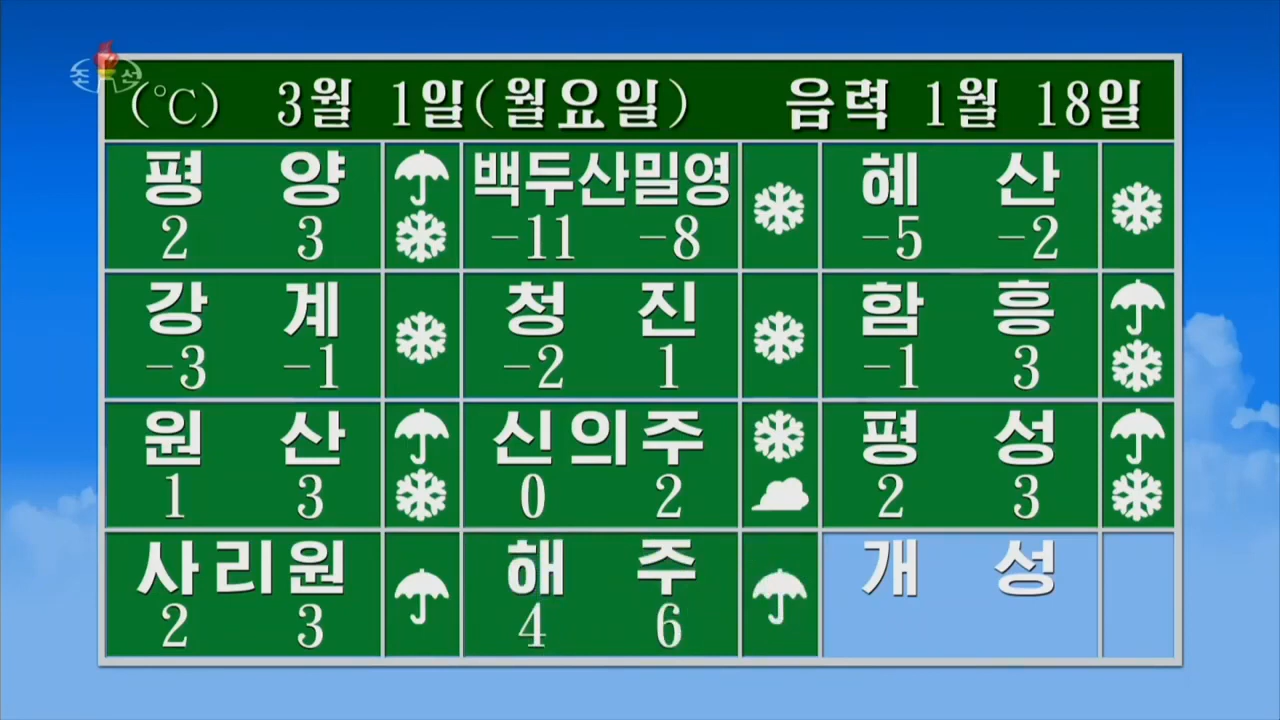 조선
(℃) 3월 1일(월요일) 음력 1월 18일
평양 백두산밀영 혜산
2 3 -11 -8 -5 -2
강계 청진 함흥
-3 -1 -2 1 -1 3
원산 신의주 평성
1 3 0 2 2 3
사리원 해주 개성
2 3 4 6